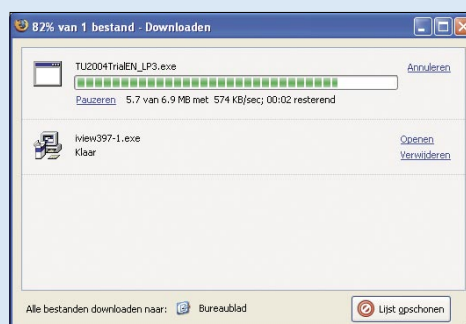 82% van 1 bestand - Downloaden
TU2004TrialEN_LP3.exe
Annuleren
Pauzeren 5.7 van 6.9 MB met 574 KB/sec; 00:02 resterend
iview397-1.exe
Openen
Klaar
Verwijderen
Alle bestanden downloaden naar: Bureaublad
Lijst opschonen